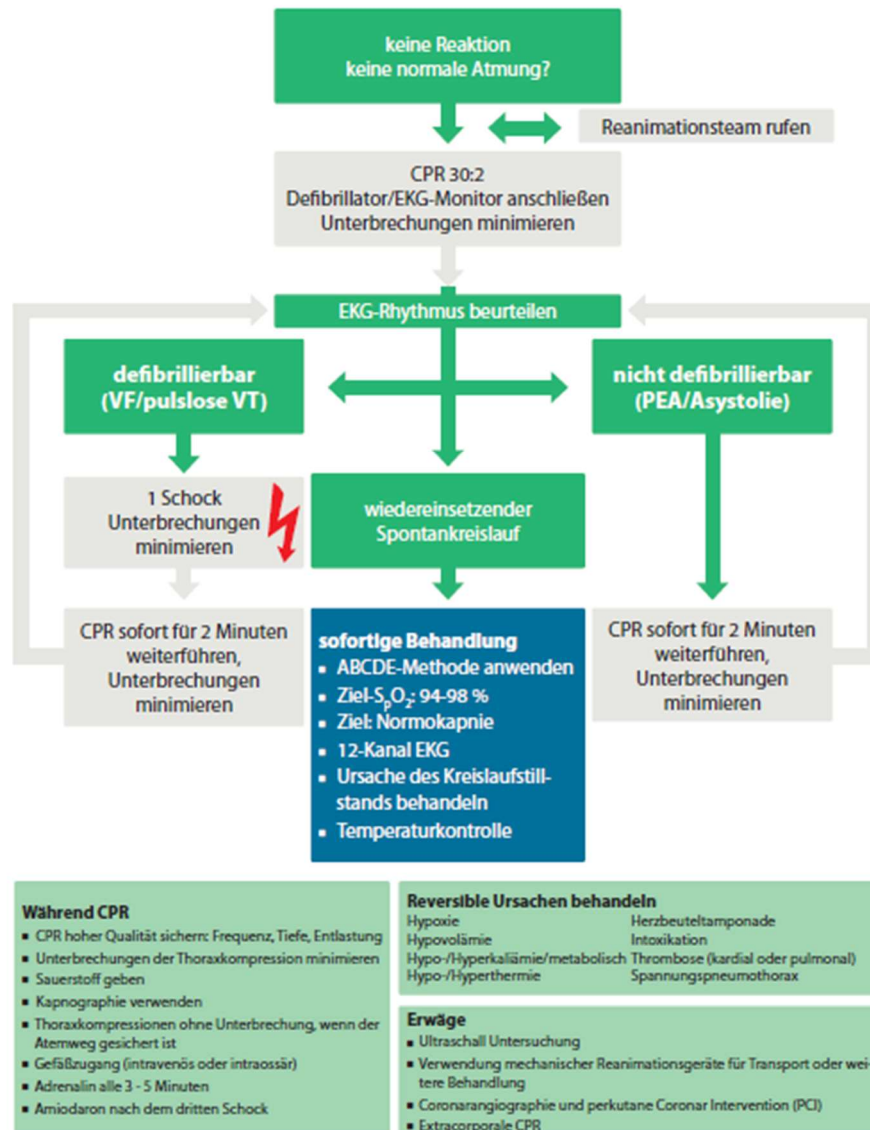 keine Reaktion
keine normale Atmung?
Reanimationsteam rufen
CPR 30:2
Defibrillator/EKG-Monitor anschließen
Unterbrechungen minimieren
EKG-Rhythmus beurteilen
defibrillierbar
(VF/pulslose VT)
nicht defibrillierbar
(PEA/Asystolie)
1 Schock
Unterbrechungen
minimieren
wiedereinsetzender
Spontankreislauf
CPR sofort für 2 Minuten
weiterführen,
Unterbrechungen
minimieren
sofortige Behandlung
▪ ABCDE-Methode anwenden
▪ Ziel-SpO2: 94-98 %
▪ Ziel: Normokapnie
▪ 12-Kanal EKG
▪ Ursache des Kreislaufstill-
stands behandeln
▪ Temperaturkontrolle
CPR sofort für 2 Minuten
weiterführen,
Unterbrechungen
minimieren
Während CPR
▪ CPR hoher Qualität sichern: Frequenz, Tiefe, Entlastung
▪ Unterbrechungen der Thoraxkompression minimieren
▪ Sauerstoff geben
▪ Kapnographie verwenden
▪ Thoraxkompressionen ohne Unterbrechung, wenn der
Atemweg gesichert ist
▪ Gefäßzugang (intravenös oder intraossär)
▪ Adrenalin alle 3 - 5 Minuten
▪ Amiodaron nach dem dritten Schock
Reversible Ursachen behandeln
Hypoxie Herzbeuteltamponade
Hypovolämie Intoxikation
Hypo-/Hyperkaliämie/metabolisch Thrombose (kardial oder pulmonal)
Hypo-/Hyperthermie Spannungspneumothorax
Erwäge
▪ Ultraschall Untersuchung
▪ Verwendung mechanischer Reanimationsgeräte für Transport oder wei-
tere Behandlung
▪ Coronarangiographie und perkutane Coronar Intervention (PCI)
▪ Extracorporale CPR